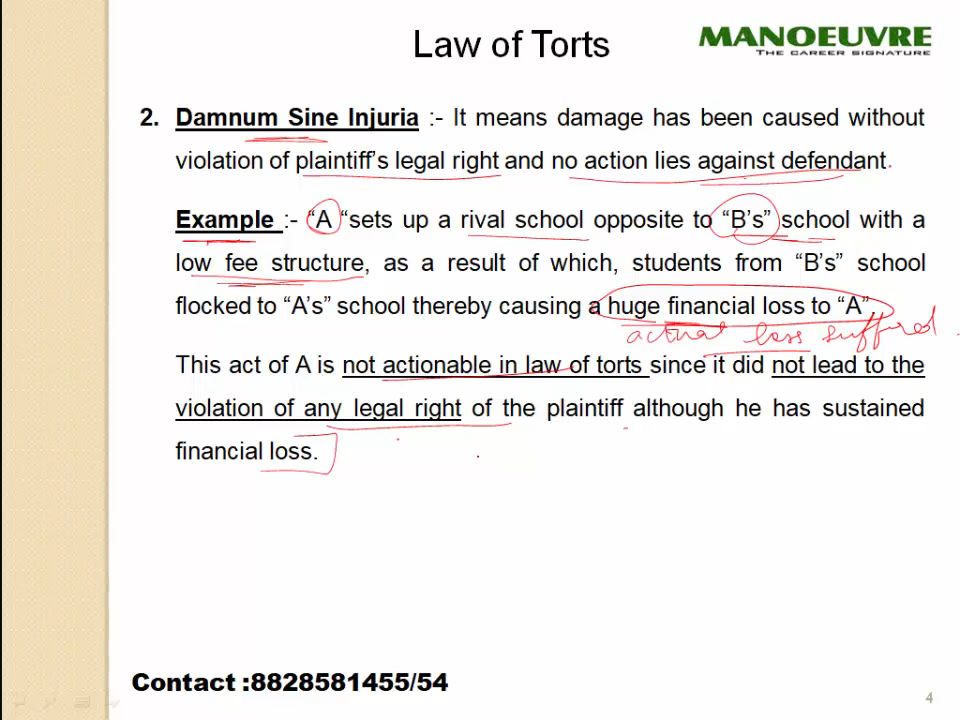 Law of Torts
MANOEUVRE
THE CAREER SIGNATURE
2. Damnum Sine Injuria :- It means damage has been caused without
violation of plaintiff's legal right and no action lies against defendant.
Example :- "A "sets up a rival school opposite to "B's" school with a
low fee structure, as a result of which, students from "B's" school
flocked to "A's" school thereby causing a huge financial loss to "A".
actual loss suffered
This act of A is not actionable in law of torts since it did not lead to the
violation of any legal right of the plaintiff although he has sustained
financial loss.
Contact :8828581455/54
4